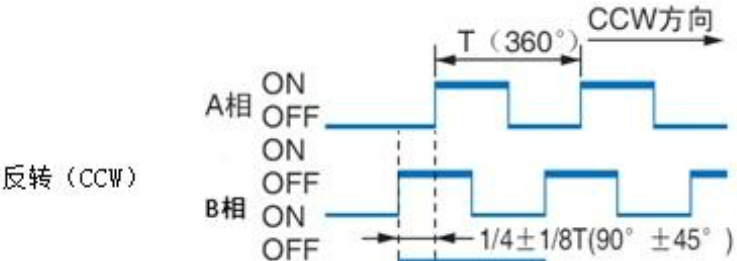 CCW方向
T（360°）
ON
A相 OFF
ON
反转（CCW） OFF
B相 ON
1/4±1/8T(90° ±45° )
OFF